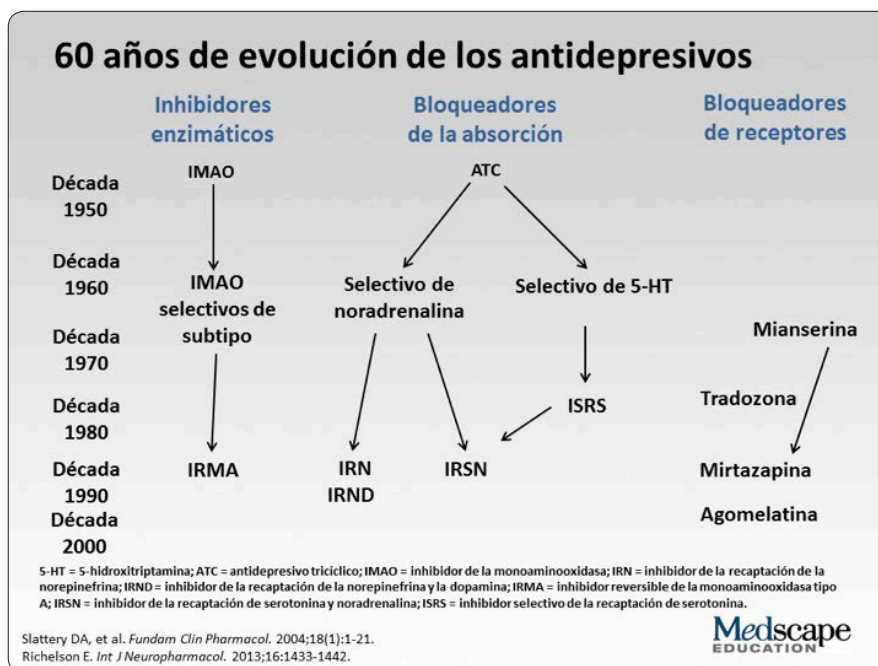 60 años de evolución de los antidepresivos
Inhibidores
enzimáticos
Bloqueadores
de la absorción
Bloqueadores
de receptores
Década
1950
IMAO
ATC
Década
1960
IMAO
selectivos de
subtipo
Selectivo de
noradrenalina
Selectivo de 5-HT
Década
1970
Mianserina
Década
1980
ISRS
Tradozona
Década
1990
IRMA
IRN
IRND
IRSN
Mirtazapina
Década
2000
Agomelatina
5-HT = 5-hidroxitriptamina; ATC = antidepresivo tricíclico; IMAO = inhibidor de la monoaminooxidasa; IRN = inhibidor de la recaptación de la
norepinefrina; IRND = inhibidor de la recaptación de la norepinefrina y la dopamina; IRMA = inhibidor reversible de la monoaminooxidasa tipo
A; IRSN = inhibidor de la recaptación de serotonina y noradrenalina; ISRS = inhibidor selectivo de la recaptación de serotonina.
Slattery DA, et al. Fundam Clin Pharmacol. 2004;18(1):1-21.
Richelson E. Int J Neuropharmacol. 2013;16:1433-1442.
Medscape
EDUCATION